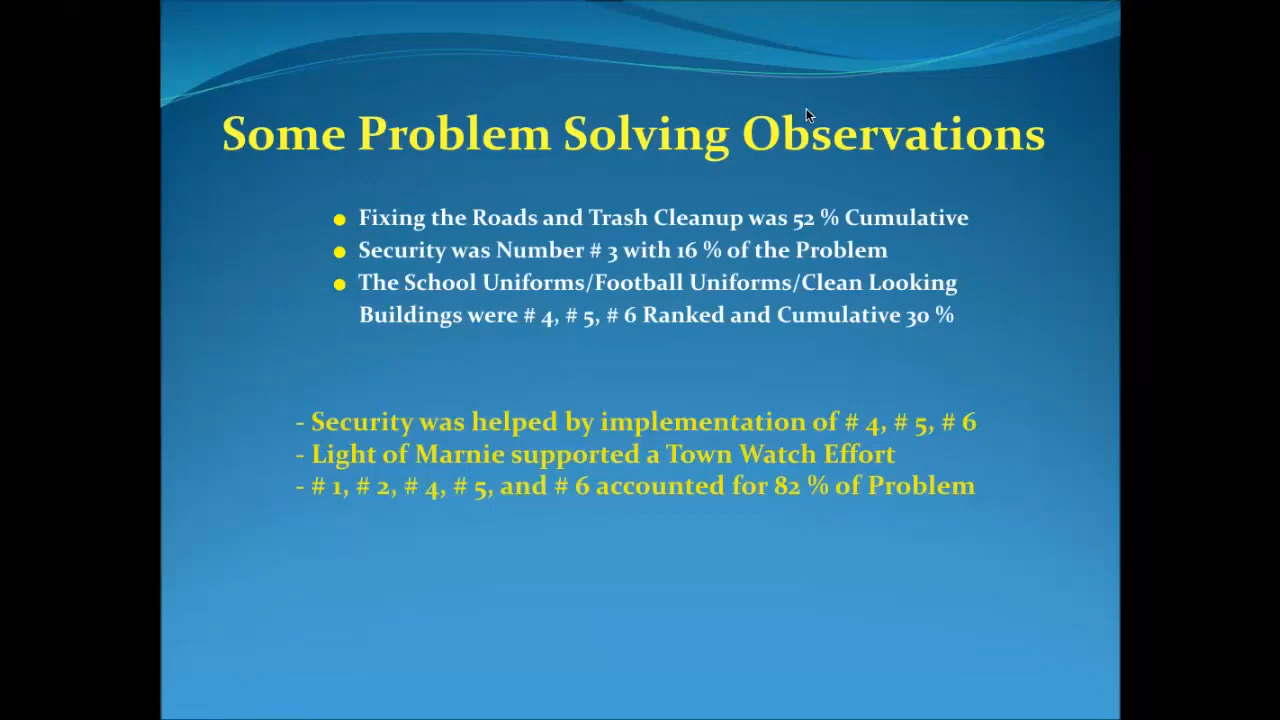 Some Problem Solving Observations
Fixing the Roads and Trash Cleanup was 52 % Cumulative
Security was Number # 3 with 16 % of the Problem
The School Uniforms/Football Uniforms/Clean Looking
Buildings were # 4, # 5, # 6 Ranked and Cumulative 30 %
- Security was helped by implementation of # 4, # 5, # 6
- Light of Marnie supported a Town Watch Effort
- # 1, # 2, # 4, # 5, and # 6 accounted for 82 % of Problem